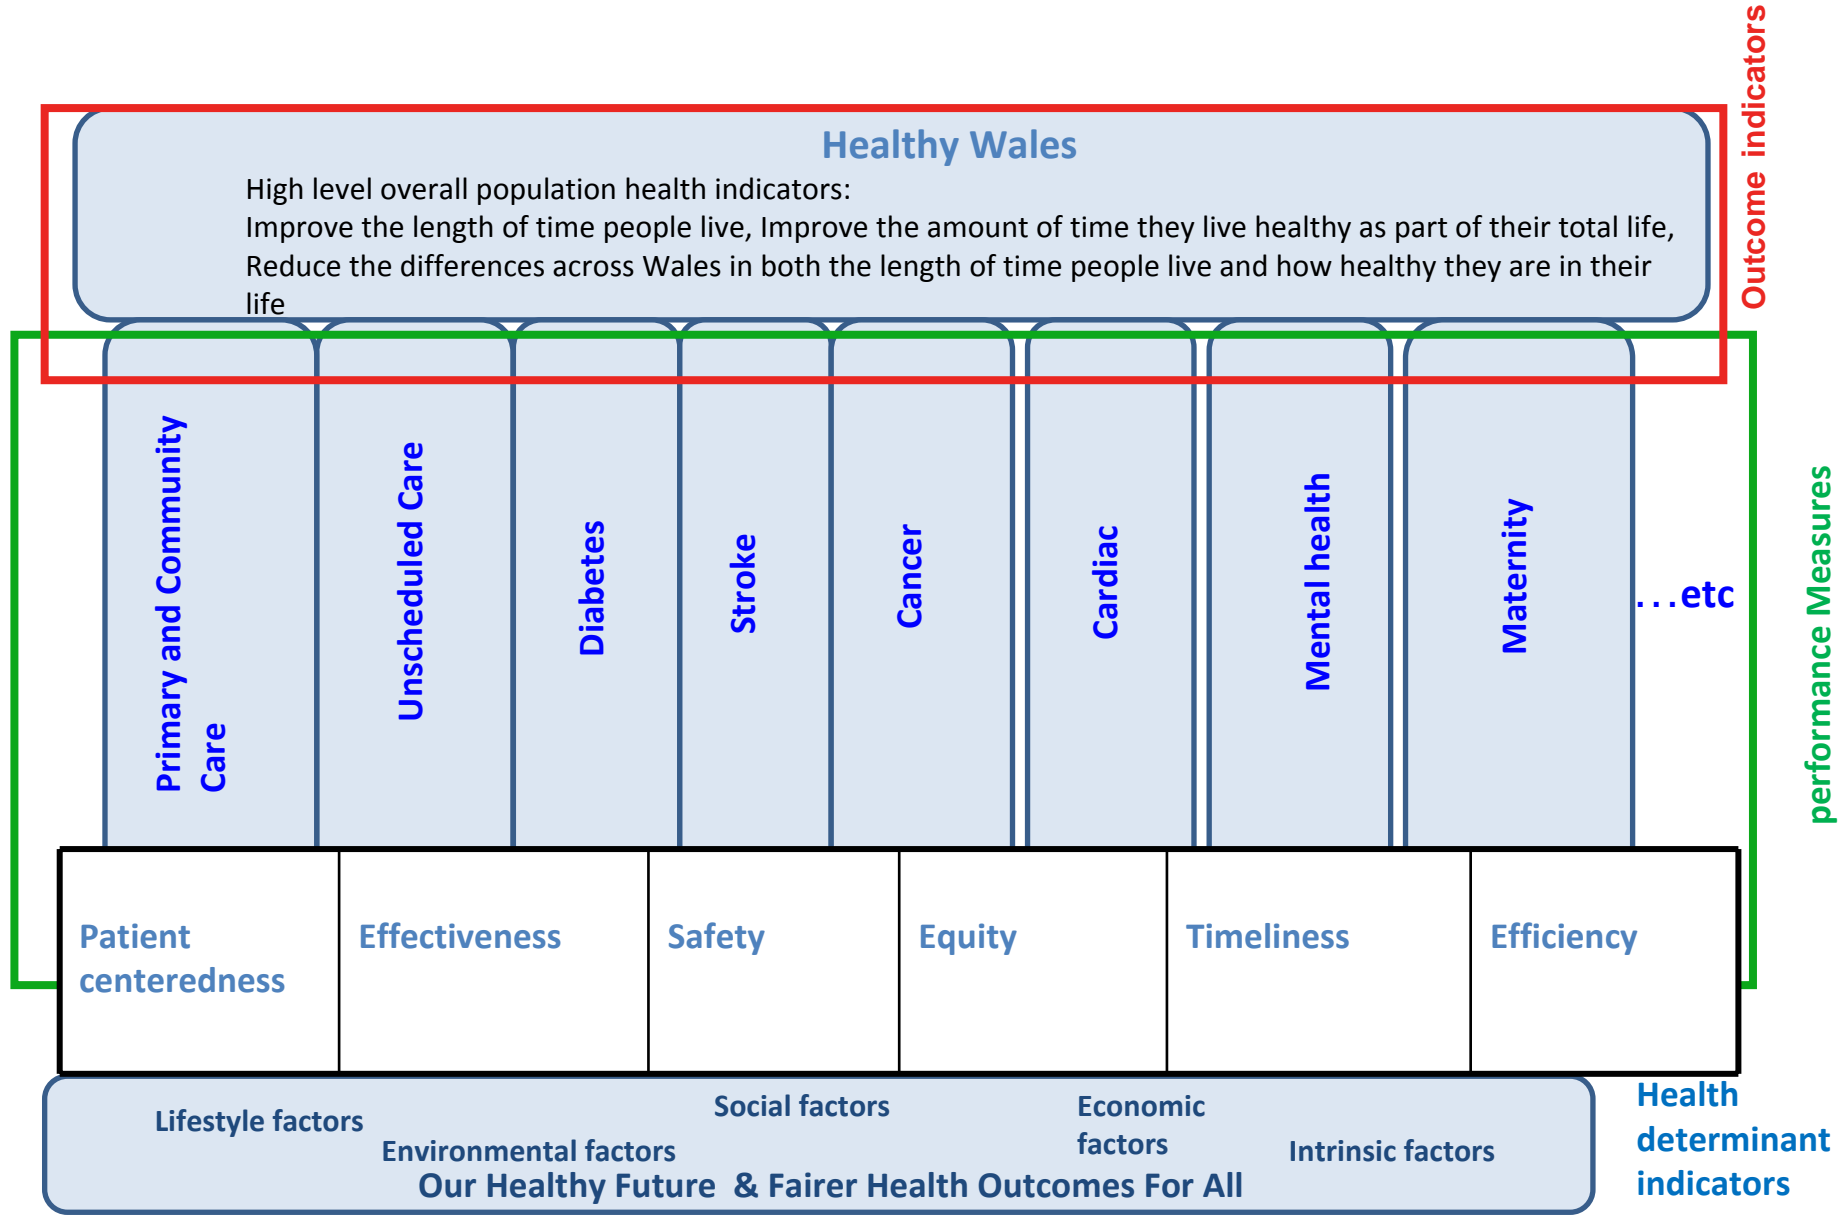 Outcome indicators
Healthy Wales
High level overall population health indicators:
Improve the length of time people live, Improve the amount of time they live healthy as part of their total life,
Reduce the differences across Wales in both the length of time people live and how healthy they are in their
life
Primary and Community
Care
Unscheduled Care
Diabetes
Stroke
Cancer
Cardiac
Mental health
Maternity
…etc
performance Measures
Patient
centeredness
Effectiveness
Safety
Equity
Timeliness
Efficiency
Lifestyle factors
Environmental factors
Social factors
Economic
factors
Intrinsic factors
Our Healthy Future & Fairer Health Outcomes For All
Health
determinant
indicators